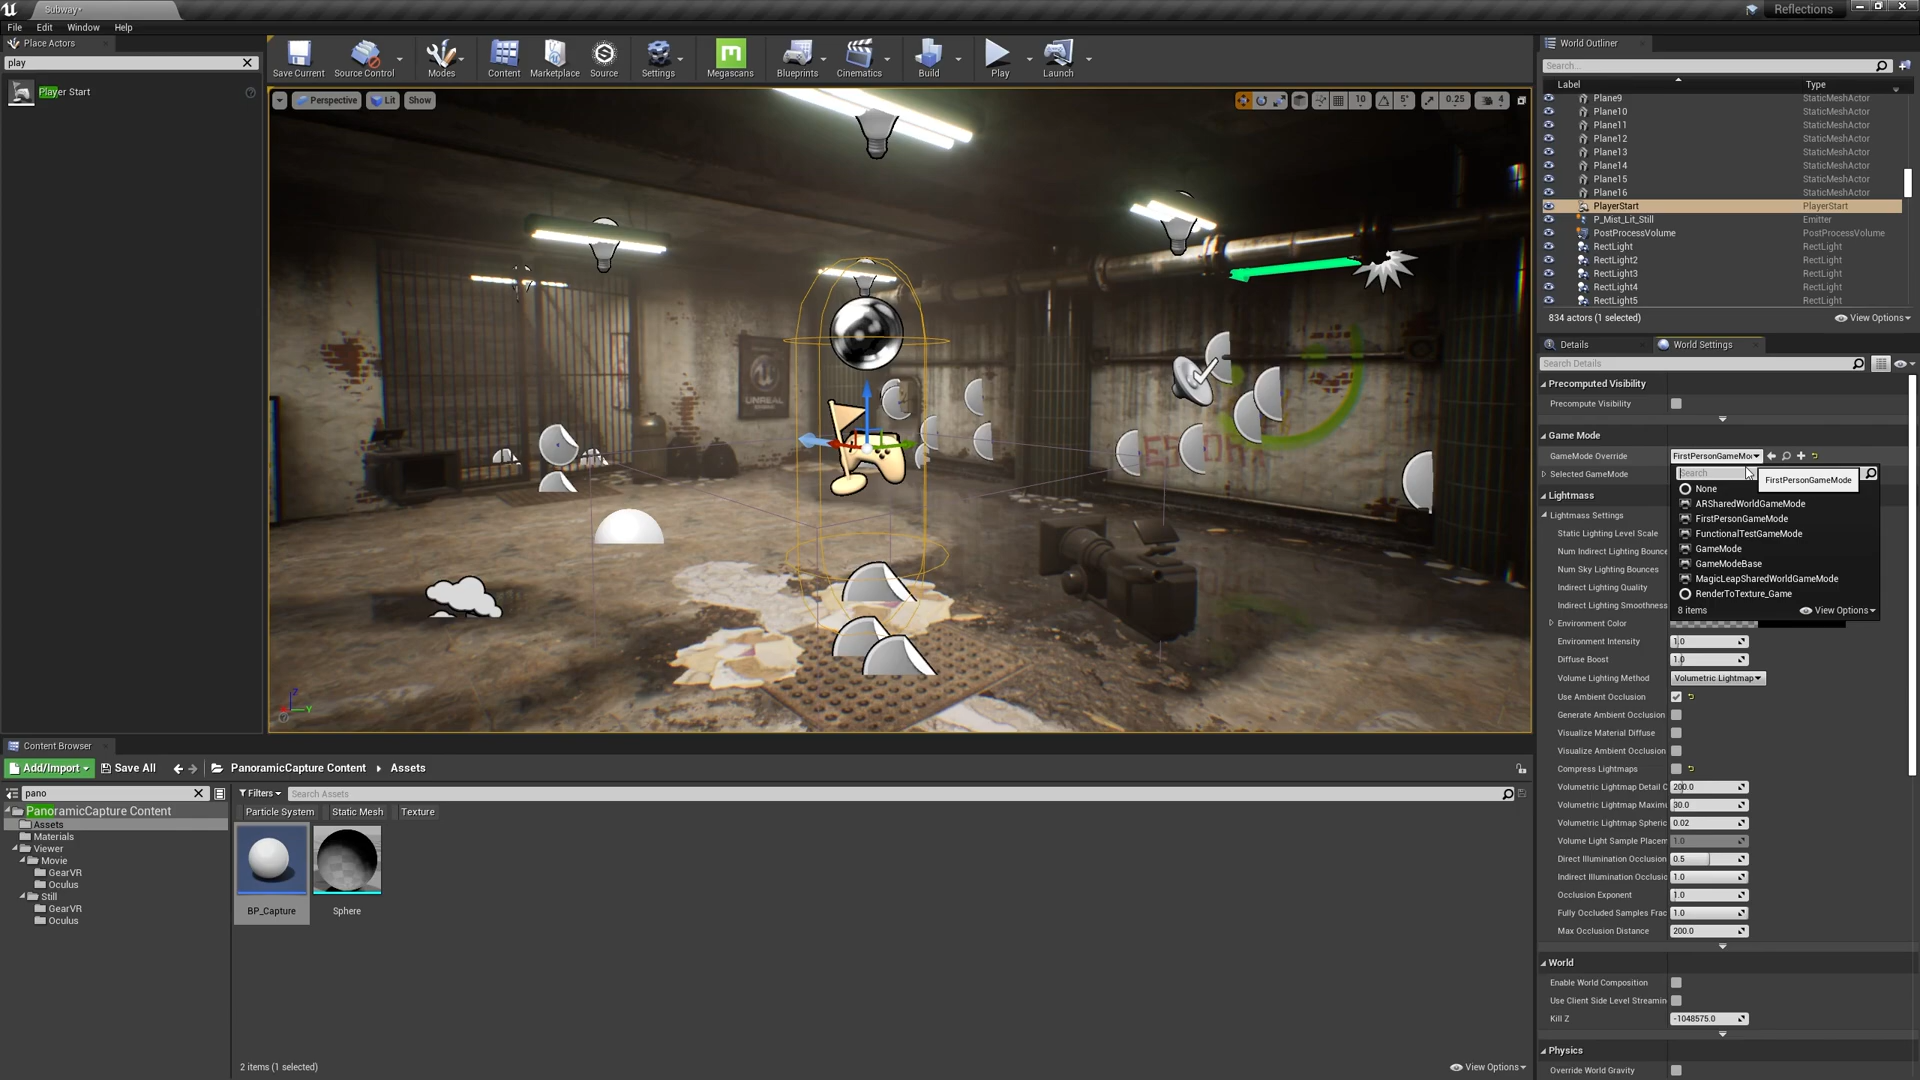 Subway*
Reflections
File Edit Window Help
Place Actors
play
Player Start
Save Current
Source Control
Modes
Content
Marketplace
Source
Settings
Megascans
Blueprints
Cinematics
Build
Play
Launch
Perspective
Lit
Show
10
5°
0.25
4
UNREAL
World Outliner
Search...
Label Type
Plane9 StaticMeshActor
Plane10 StaticMeshActor
Plane11 StaticMeshActor
Plane12 StaticMeshActor
Plane13 StaticMeshActor
Plane14 StaticMeshActor
Plane15 StaticMeshActor
Plane16 StaticMeshActor
PlayerStart PlayerStart
P_Mist_Lit_Still Emitter
PostProcessVolume PostProcessVolume
RectLight RectLight
RectLight2 RectLight
RectLight3 RectLight
RectLight4 RectLight
RectLight5 RectLight
834 actors (1 selected) View Options
Details World Settings
Search Details
Precomputed Visibility
Precompute Visibility
Game Mode
GameMode Override FirstPersonGameMo
Selected GameMode
Search
FirstPersonGameMode
None
ARSharedWorldGameMode
FirstPersonGameMode
FunctionalTestGameMode
GameMode
GameModeBase
MagicLeapSharedWorldGameMode
RenderToTexture_Game
8 items View Options
Lightmass
Lightmass Settings
Static Lighting Level Scale
Num Indirect Lighting Bounce
Num Sky Lighting Bounces
Indirect Lighting Quality
Indirect Lighting Smoothness
Environment Color
Environment Intensity 1.0
Diffuse Boost 1.0
Volume Lighting Method Volumetric Lightmap
Use Ambient Occlusion
Generate Ambient Occlusion
Visualize Material Diffuse
Visualize Ambient Occlusion
Compress Lightmaps
Volumetric Lightmap Detail C 200.0
Volumetric Lightmap Maximu 30.0
Volumetric Lightmap Spheric 0.02
Volume Light Sample Placem 1.0
Direct Illumination Occlusion 0.5
Indirect Illumination Occlusio 1.0
Occlusion Exponent 1.0
Fully Occluded Samples Frac 1.0
Max Occlusion Distance 200.0
World
Enable World Composition
Use Client Side Level Streamin
Kill Z -1048575.0
Physics
Override World Gravity
Content Browser
Add/Import Save All PanoramicCapture Content Assets
pano
Filters Search Assets
PanoramicCapture Content
Assets
Materials
Viewer
Movie
GearVR
Oculus
Still
GearVR
Oculus
Particle System Static Mesh Texture
BP_Capture Sphere
2 items (1 selected) View Options